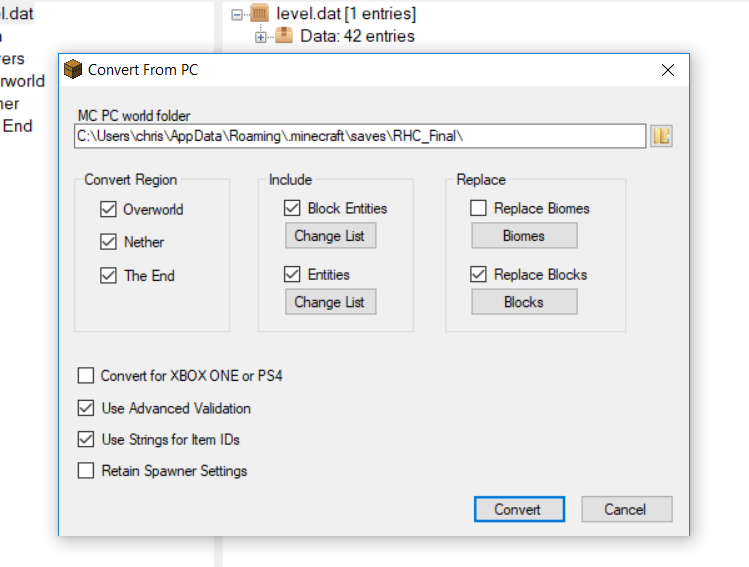 l.dat
level.dat [1 entries]
Data: 42 entries
ers
Convert From PC
rworld
ner
End
MC PC world folder
C:\Users\chris\AppData\Roaming\.minecraft\saves\RHC_Final\
Convert Region
Include
Replace
Overworld
Block Entities
Replace Biomes
Change List
Biomes
Nether
The End
Entities
Replace Blocks
Change List
Blocks
Convert for XBOX ONE or PS4
Use Advanced Validation
Use Strings for Item IDs
Retain Spawner Settings
Convert
Cancel